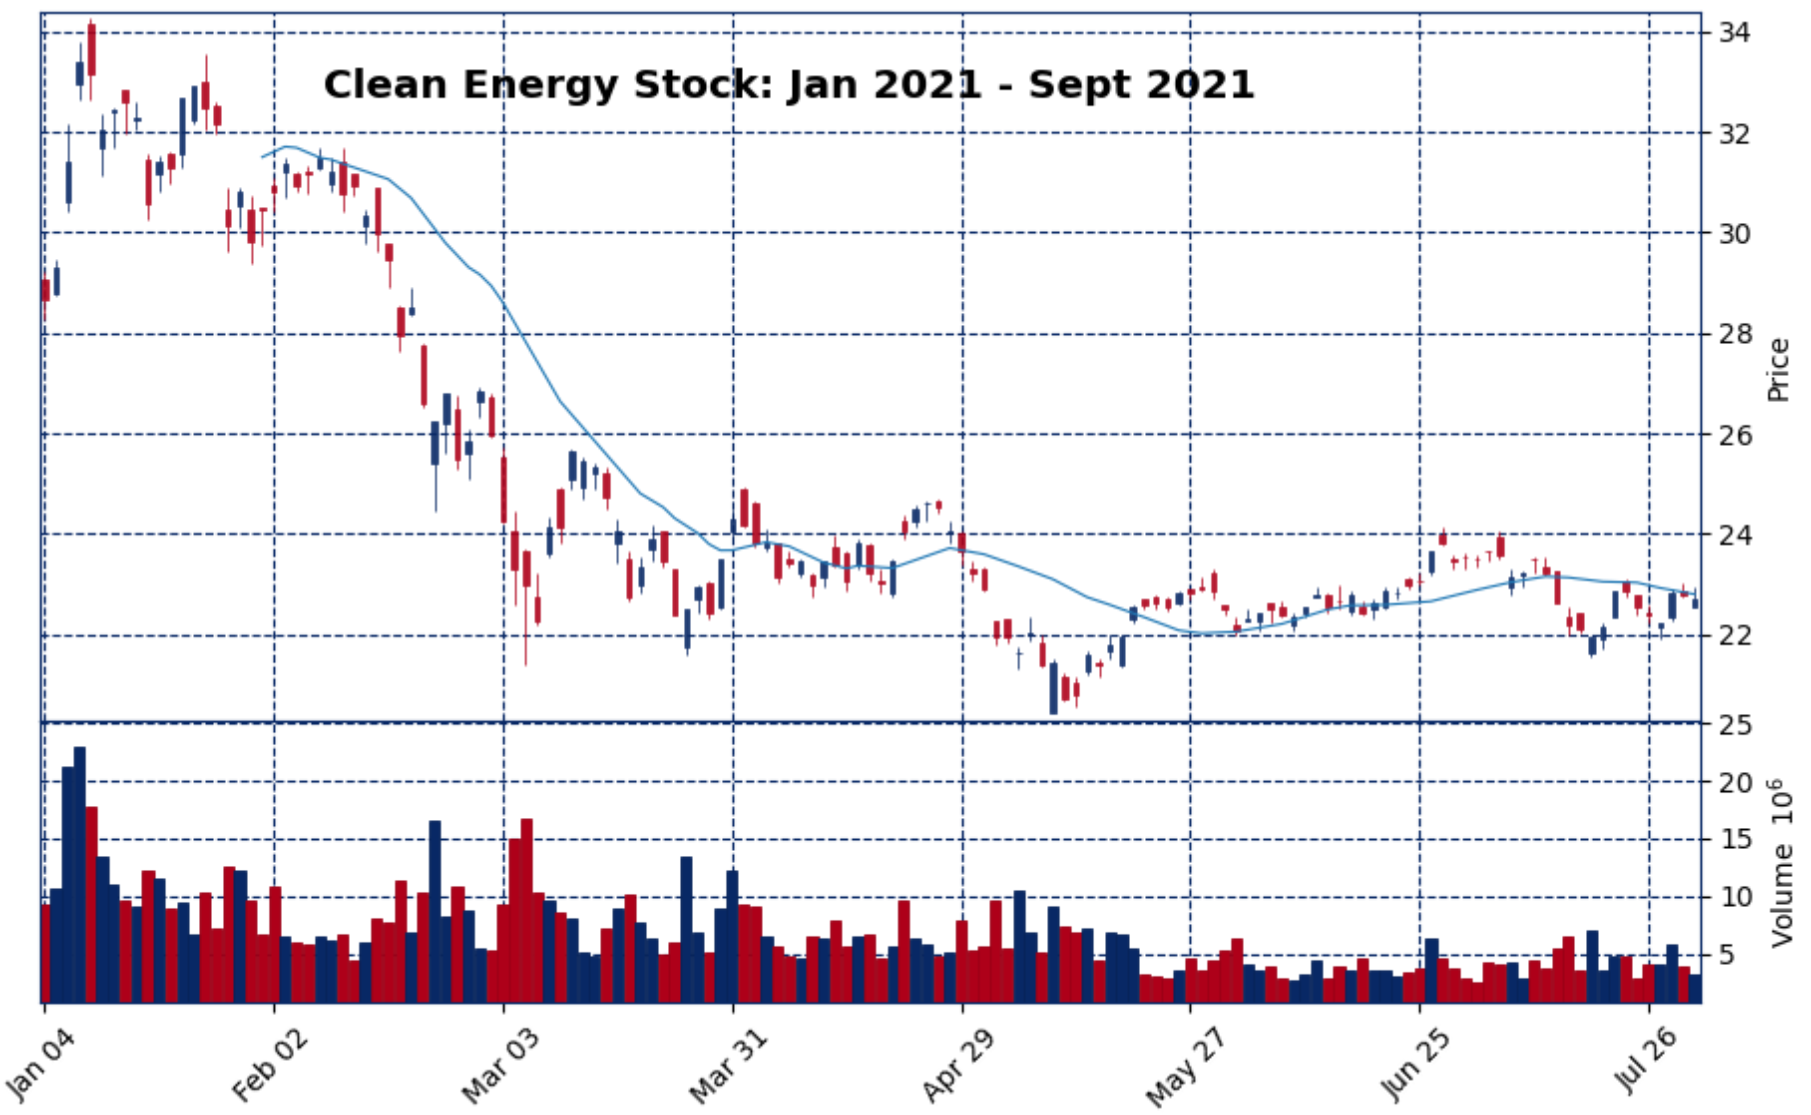 Clean Energy Stock: Jan 2021 - Sept 2021
34
32
30
28
26
24
22
Price
25
20
15
10
5
Volume 10⁶
Jan 04
Feb 02
Mar 03
Mar 31
Apr 29
May 27
Jun 25
Jul 26